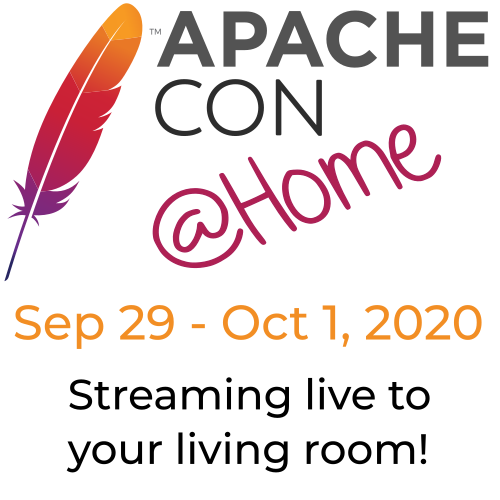 ™ APACHE
CON
@Home
Sep 29 - Oct 1, 2020
Streaming live to
your living room!